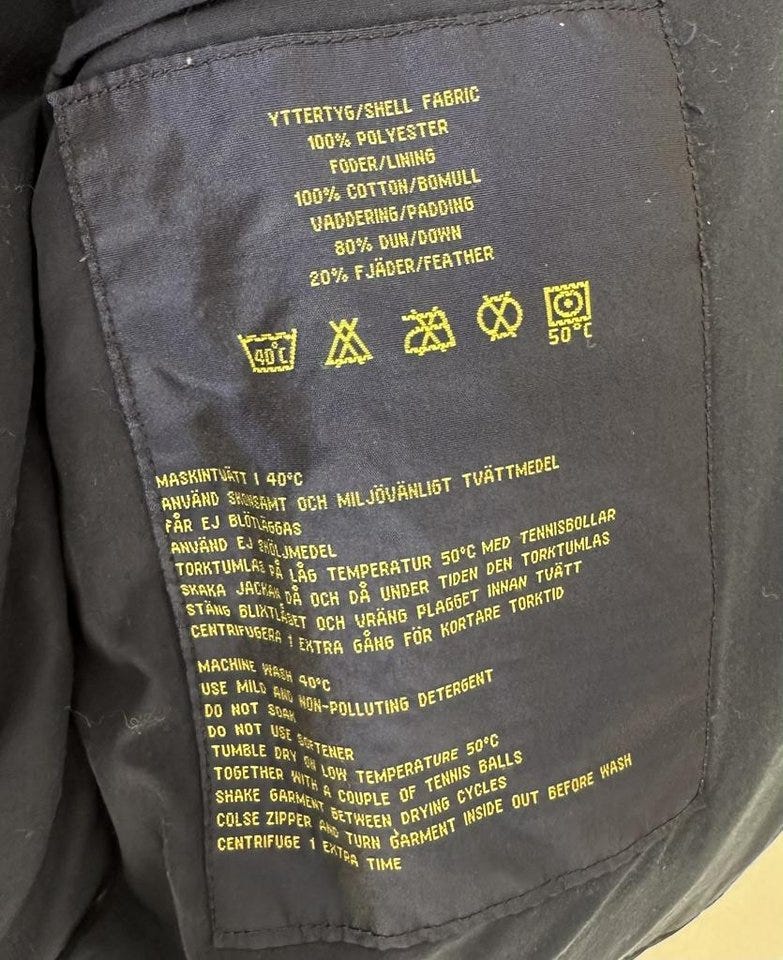 YTTERTYG/SHELL FABRIC
100% POLYESTER
FODER/LINING
100% COTTON/BOMULL
VADDERING/PADDING
80% DUN/DOWN
20% FJÄDER/FEATHER
40°C
50°C
MASKINTVÄTT I 40°C
ANVÄND SKONSAMT OCH MILJÖVÄNLIGT TVÄTTMEDEL
FÅR EJ BLÖTLÄGGAS
ANVÄND EJ SKÖLJMEDEL
TORKTUMLAS PÅ LÅG TEMPERATUR 50°C MED TENNISBOLLAR
SKAKA JACKAN DÅ OCH DÅ UNDER TIDEN DEN TORKTUMLAS
STÄNG BLIXTLÅSET OCH VRÄNG PLAGGET INNAN TVÄTT
CENTRIFUGERA 1 EXTRA GÅNG FÖR KORTARE TORKTID
MACHINE WASH 40°C
USE MILD AND NON-POLLUTING DETERGENT
DO NOT SOAK
DO NOT USE SOFTENER
TUMBLE DRY ON LOW TEMPERATURE 50°C
TOGETHER WITH A COUPLE OF TENNIS BALLS
SHAKE GARMENT BETWEEN DRYING CYCLES
COLSE ZIPPER AND TURN GARMENT INSIDE OUT BEFORE WASH
CENTRIFUGE 1 EXTRA TIME